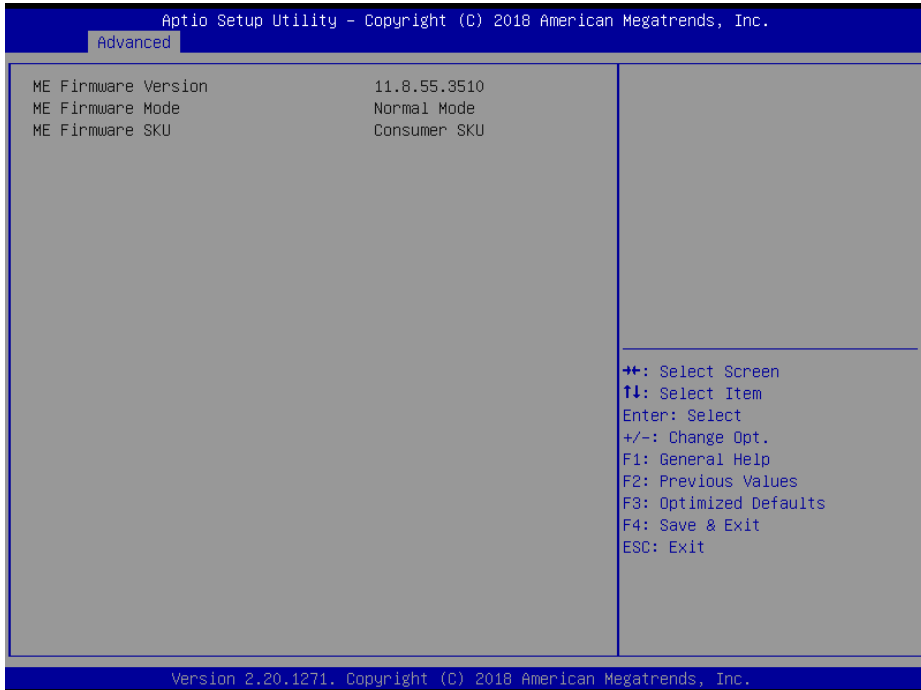 Aptio Setup Utility – Copyright (C) 2018 American Megatrends, Inc.
Advanced
ME Firmware Version 11.8.55.3510
ME Firmware Mode Normal Mode
ME Firmware SKU Consumer SKU
→←: Select Screen
↑↓: Select Item
Enter: Select
+/-: Change Opt.
F1: General Help
F2: Previous Values
F3: Optimized Defaults
F4: Save & Exit
ESC: Exit
Version 2.20.1271. Copyright (C) 2018 American Megatrends, Inc.